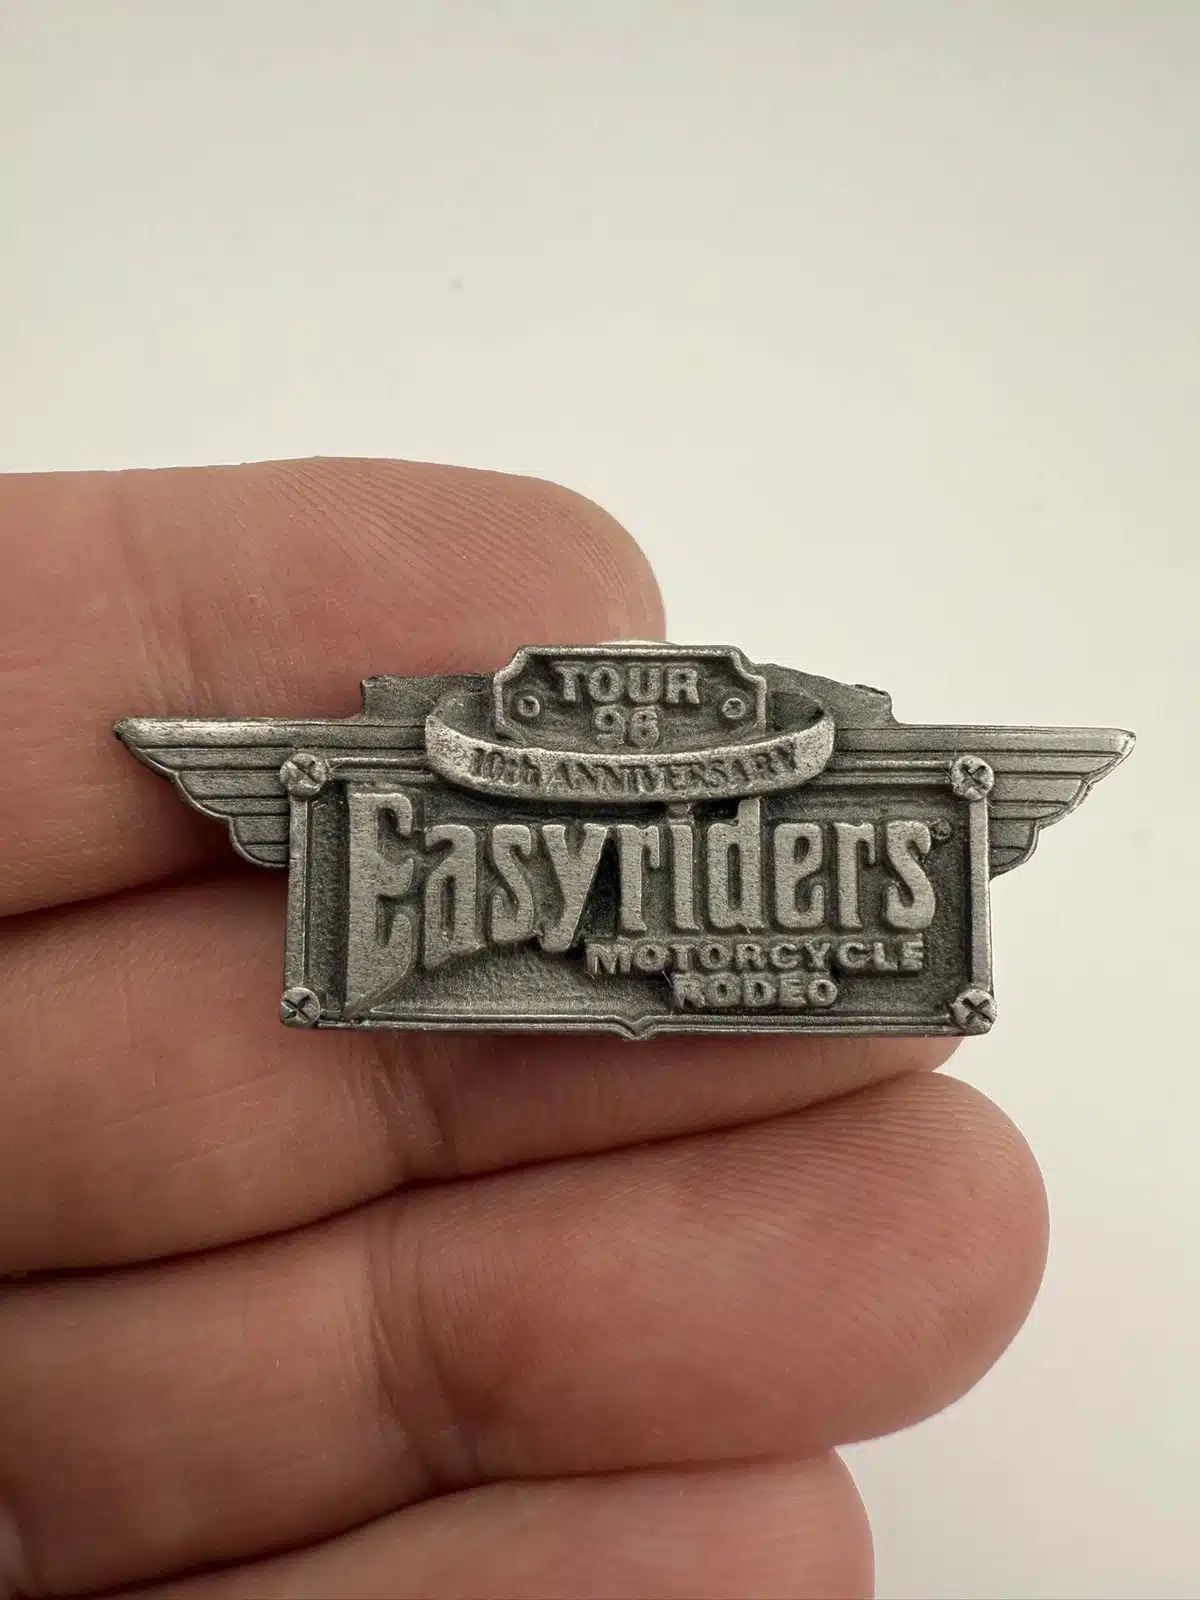 TOUR
96
10th ANNIVERSARY
Easyriders®
MOTORCYCLE
RODEO